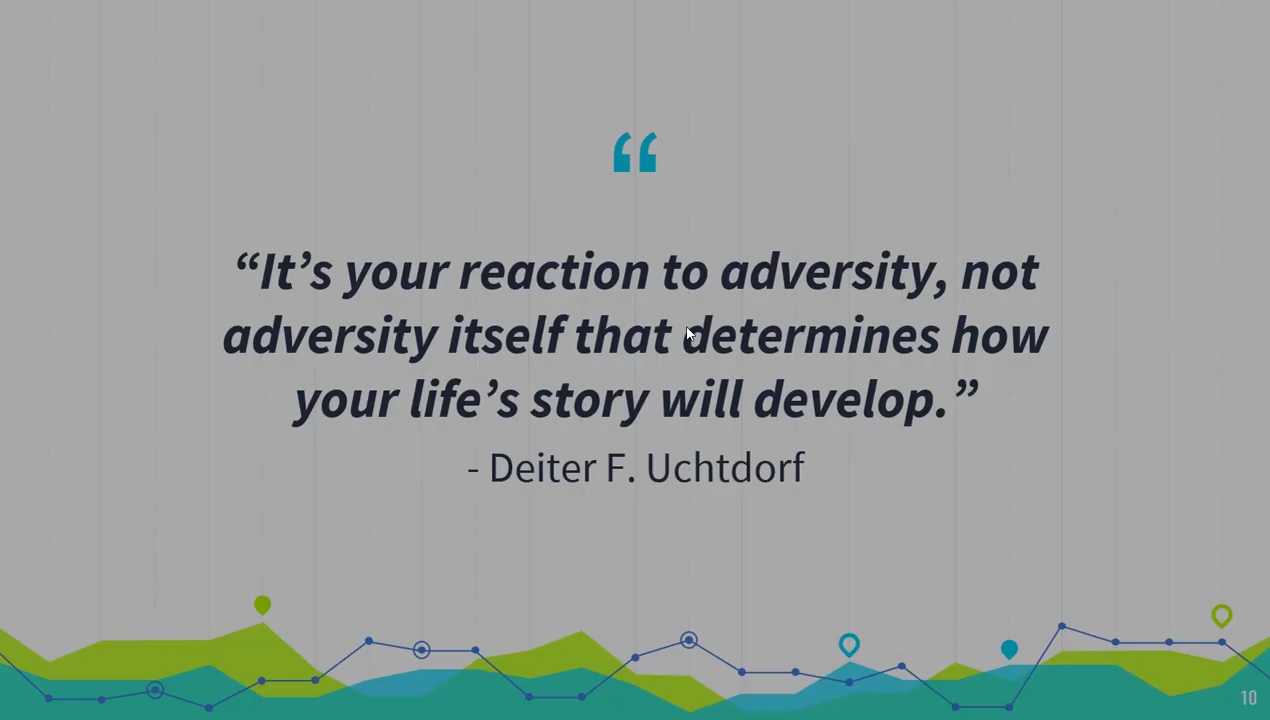 “
“It’s your reaction to adversity, not
adversity itself that determines how
your life’s story will develop.”
- Deiter F. Uchtdorf
10